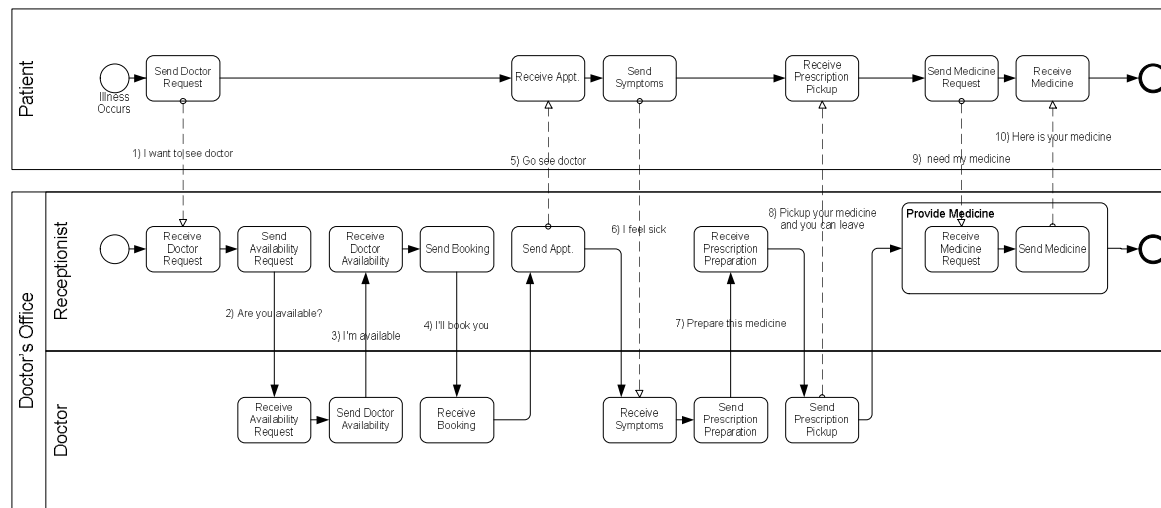 Patient
Illness
Occurs
Send Doctor
Request
Receive Appt.
Send
Symptoms
Receive
Prescription
Pickup
Send Medicine
Request
Receive
Medicine
1) I want to see doctor
5) Go see doctor
9) need my medicine
10) Here is your medicine
Doctor's Office
Receptionist
Receive
Doctor
Request
Send
Availability
Request
Receive
Doctor
Availability
Send Booking
Send Appt.
6) I feel sick
Receive
Prescription
Preparation
8) Pickup your medicine
and you can leave
Provide Medicine
Receive
Medicine
Request
Send Medicine
2) Are you available?
3) I'm available
4) I'll book you
7) Prepare this medicine
Doctor
Receive
Availability
Request
Send Doctor
Availability
Receive
Booking
Receive
Symptoms
Send
Prescription
Preparation
Send
Prescription
Pickup